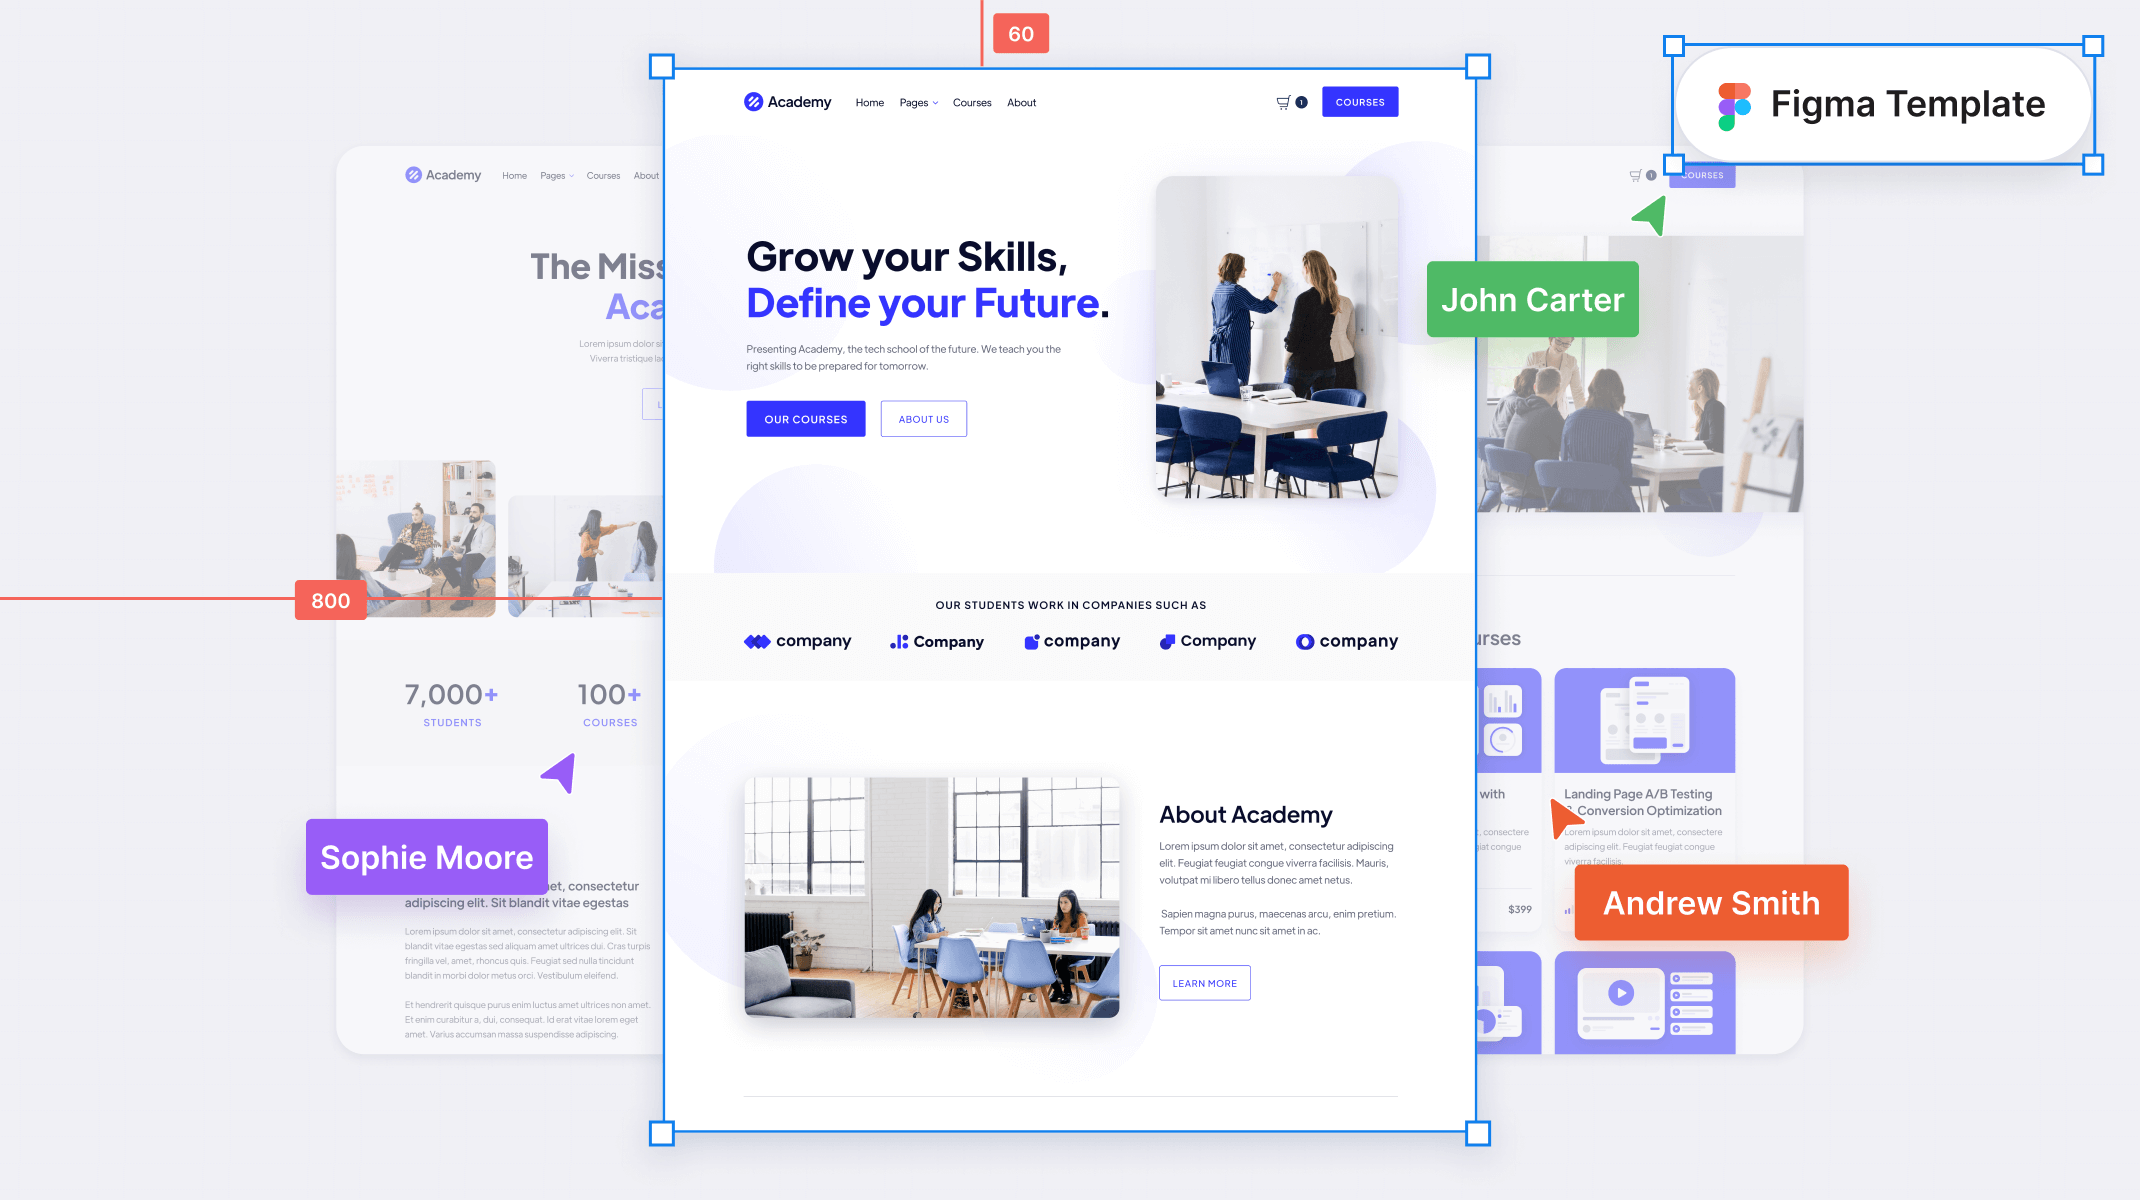 60
Figma Template
Academy
Home
Pages
Courses
About
1
COURSES
Grow your Skills,
Define your Future.
Presenting Academy, the tech school of the future. We teach you the
right skills to be prepared for tomorrow.
OUR COURSES
ABOUT US
OUR STUDENTS WORK IN COMPANIES SUCH AS
company
Company
company
Company
company
About Academy
Lorem ipsum dolor sit amet, consectetur adipiscing
elit. Feugiat feugiat congue viverra facilisis. Mauris,
volutpat mi libero tellus donec amet netus.
Sapien magna purus, maecenas arcu, enim pretium.
Tempor sit amet nunc sit amet in ac.
LEARN MORE
Academy
Home
Pages
Courses
About
The Miss
Aca
Lorem ipsum dolor si
Viverra tristique lac
L
800
7,000+
STUDENTS
100+
COURSES
Sophie Moore
et, consectetur
adipiscing elit. Sit blandit vitae egestas
Lorem ipsum dolor sit amet, consectetur adipiscing elit. Sit
blandit vitae egestas sed aliquam amet ultrices dui. Cras turpis
fringilla vel, amet, rhoncus quis. Feugiat sed nulla tincidunt
blandit in morbi dolor metus orci. Vestibulum eleifend.
Et hendrerit quisque purus enim luctus amet ultrices non amet.
Et enim curabitur a, dui, consequat. Id erat vitae lorem eget
amet. Varius accumsan massa suspendisse adipiscing.
1
COURSES
John Carter
urses
with
, consectere
giat congue
$399
Landing Page A/B Testing
& Conversion Optimization
Lorem ipsum dolor sit amet, consectere
adipiscing elit. Feugiat feugiat congue
viverra facilisis.
Andrew Smith